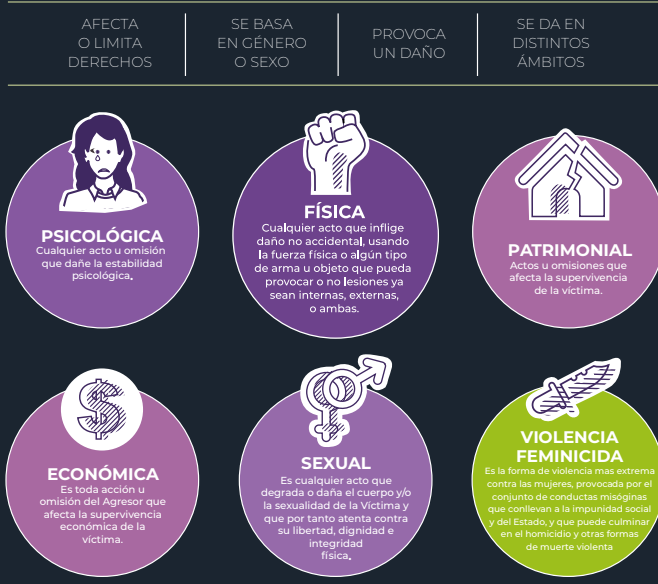 AFECTA
O LIMITA
DERECHOS
SE BASA
EN GÉNERO
O SEXO
PROVOCA
UN DAÑO
SE DA EN
DISTINTOS
ÁMBITOS
PSICOLÓGICA
Cualquier acto u omisión
que dañe la estabilidad
psicológica.
FÍSICA
Cualquier acto que inflige
daño no accidental, usando
la fuerza física o algún tipo
de arma u objeto que pueda
provocar o no lesiones ya
sean internas, externas,
o ambas.
PATRIMONIAL
Actos u omisiones que
afecta la supervivencia
de la víctima.
ECONÓMICA
Es toda acción u
omisión del Agresor que
afecta la supervivencia
económica de la
víctima.
SEXUAL
Es cualquier acto que
degrada o daña el cuerpo y/o
la sexualidad de la Víctima y
que por tanto atenta contra
su libertad, dignidad e
integridad
física.
VIOLENCIA
FEMINICIDA
Es la forma de violencia mas extrema
contra las mujeres, provocada por el
conjunto de conductas misóginas
que conllevan a la impunidad social
y del Estado, y que puede culminar
en el homicidio y otras formas
de muerte violenta